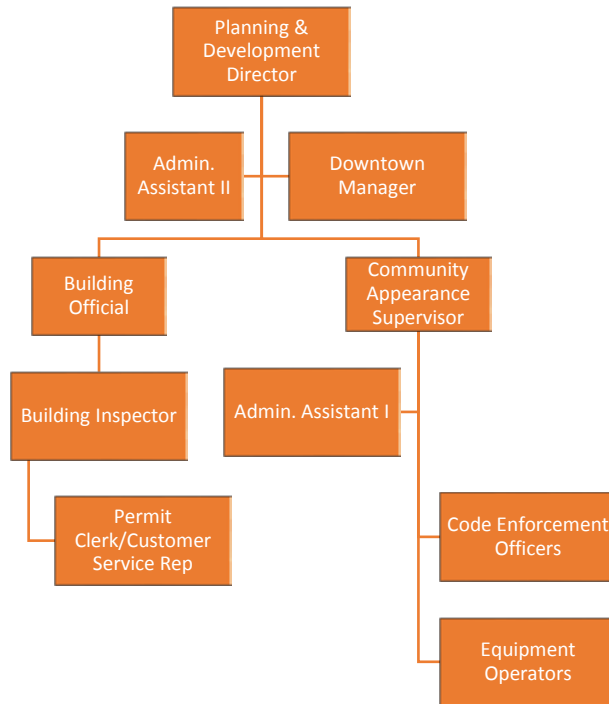 Planning &
Development
Director
Admin.
Assistant II
Downtown
Manager
Building
Official
Community
Appearance
Supervisor
Building Inspector
Admin. Assistant I
Permit
Clerk/Customer
Service Rep
Code Enforcement
Officers
Equipment
Operators